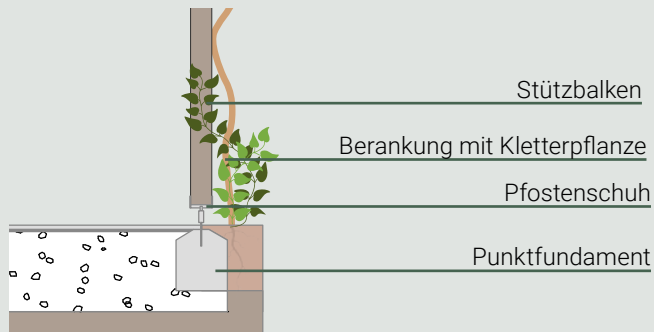 Stützbalken
Berankung mit Kletterpflanze
Pfostenschuh
Punktfundament